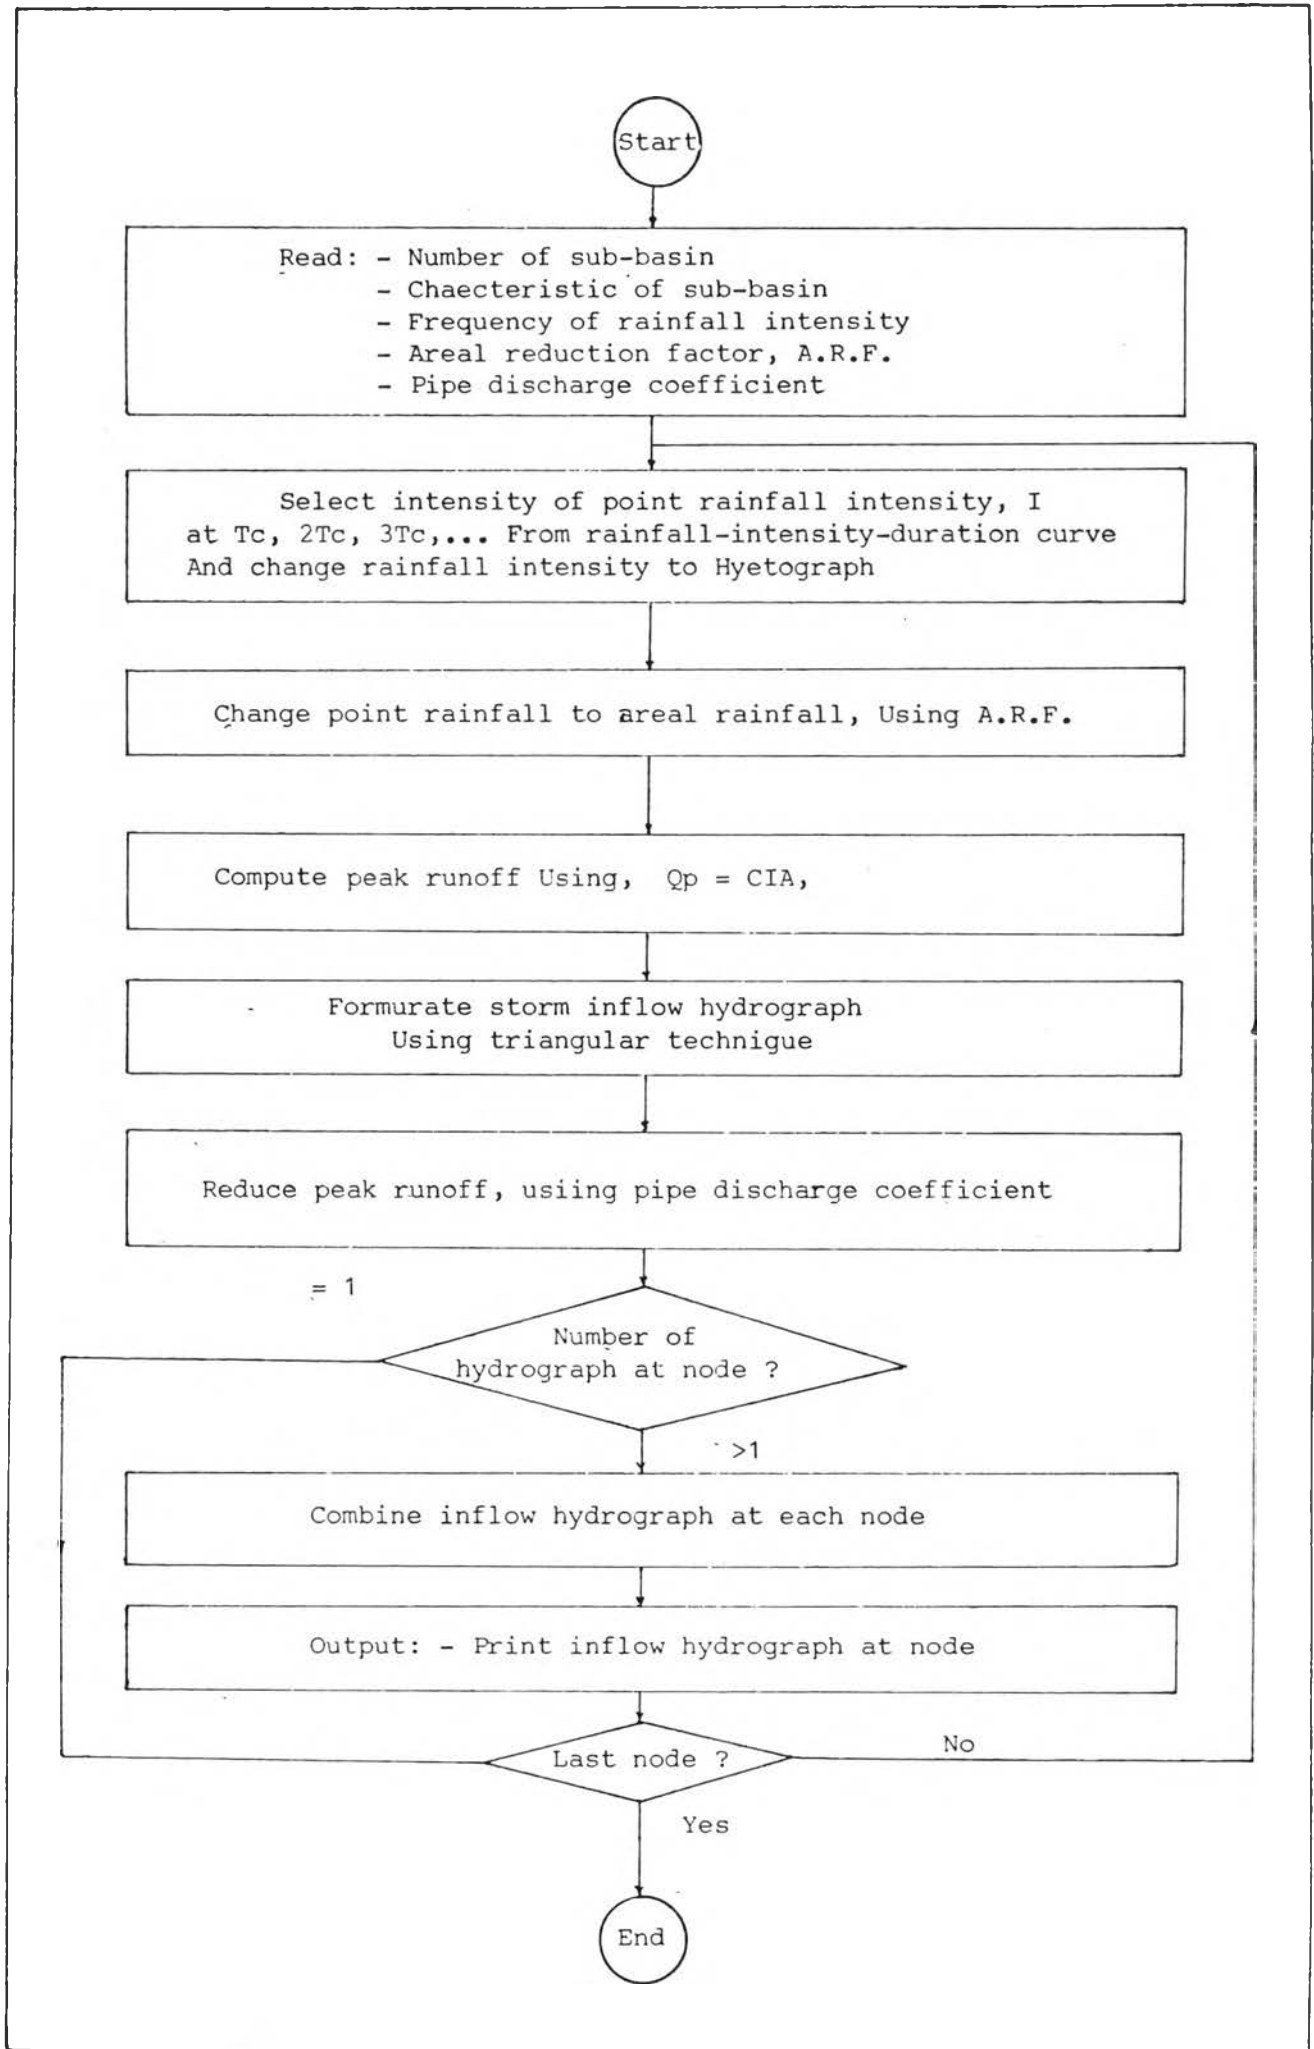 Start
Read: - Number of sub-basin
- Chaecteristic of sub-basin
- Frequency of rainfall intensity
- Areal reduction factor, A.R.F.
- Pipe discharge coefficient
Select intensity of point rainfall intensity, I
at Tc, 2Tc, 3Tc,... From rainfall-intensity-duration curve
And change rainfall intensity to Hyetograph
Change point rainfall to areal rainfall, Using A.R.F.
Compute peak runoff Using, Qp = CIA,
Formurate storm inflow hydrograph
Using triangular technigue
Reduce peak runoff, usiing pipe discharge coefficient
= 1
Number of
hydrograph at node ?
>1
Combine inflow hydrograph at each node
Output: - Print inflow hydrograph at node
Last node ?
No
Yes
End